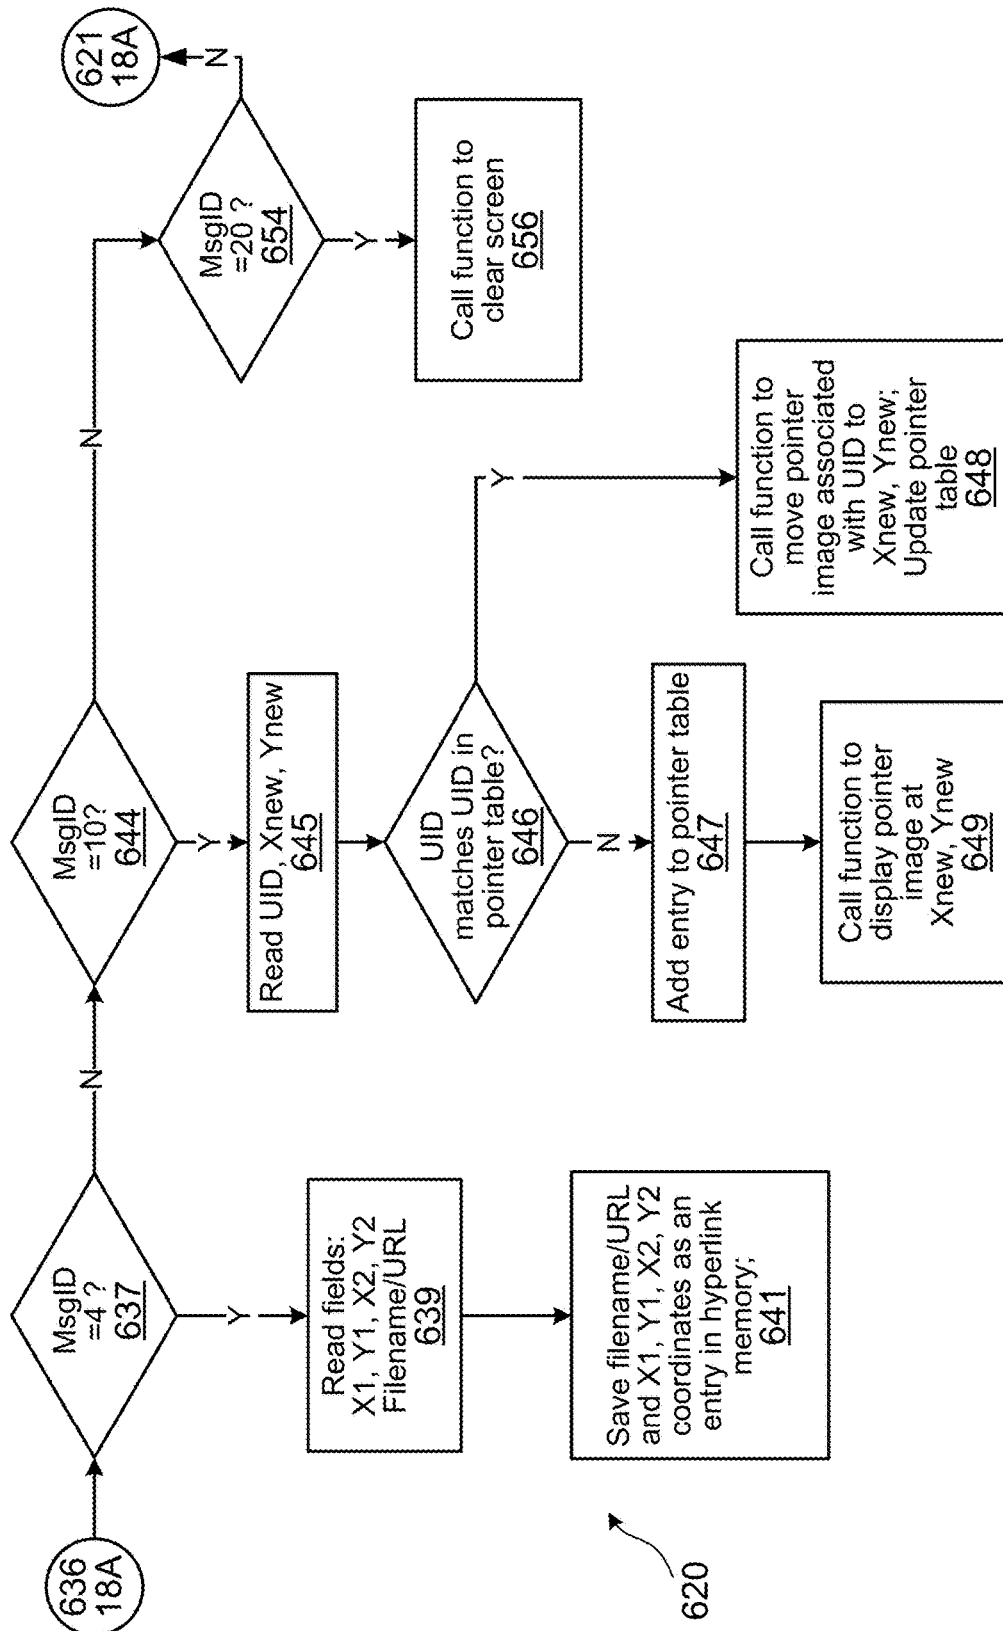 636
18A
MsgID
=4 ?
637
Y
N
Read fields:
X1, Y1, X2, Y2
Filename/URL
639
Save filename/URL
and X1, Y1, X2, Y2
coordinates as an
entry in hyperlink
memory;
641
MsgID
=10?
644
Y
N
Read UID, Xnew, Ynew
645
UID
matches UID in
pointer table?
646
N
Y
Add entry to pointer table
647
Call function to
display pointer
image at
Xnew, Ynew
649
Call function to
move pointer
image associated
with UID to
Xnew, Ynew;
Update pointer
table
648
MsgID
=20 ?
654
Y
N
Call function to
clear screen
656
621
18A
620